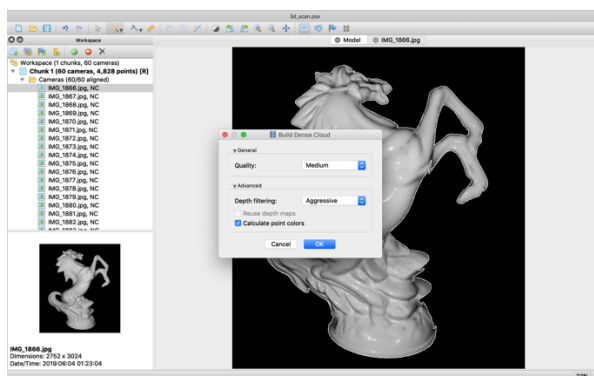 3d_scan.psx
Workspace
Model
IMG_1866.jpg
Workspace (1 chunks, 60 cameras)
Chunk 1 (60 cameras, 4,828 points) [R]
Cameras (60/60 aligned)
IMG_1866.jpg, NC
IMG_1867.jpg, NC
IMG_1868.jpg, NC
IMG_1869.jpg, NC
IMG_1870.jpg, NC
IMG_1871.jpg, NC
IMG_1872.jpg, NC
IMG_1873.jpg, NC
IMG_1874.jpg, NC
IMG_1875.jpg, NC
IMG_1876.jpg, NC
IMG_1877.jpg, NC
IMG_1878.jpg, NC
IMG_1879.jpg, NC
IMG_1880.jpg, NC
IMG_1881.jpg, NC
IMG_1882.jpg, NC
Build Dense Cloud
General
Quality: Medium
Advanced
Depth filtering: Aggressive
Reuse depth maps
Calculate point colors
Cancel OK
IMG_1866.jpg
Dimensions: 2752 x 3024
Date/Time: 2019:06:04 01:23:04